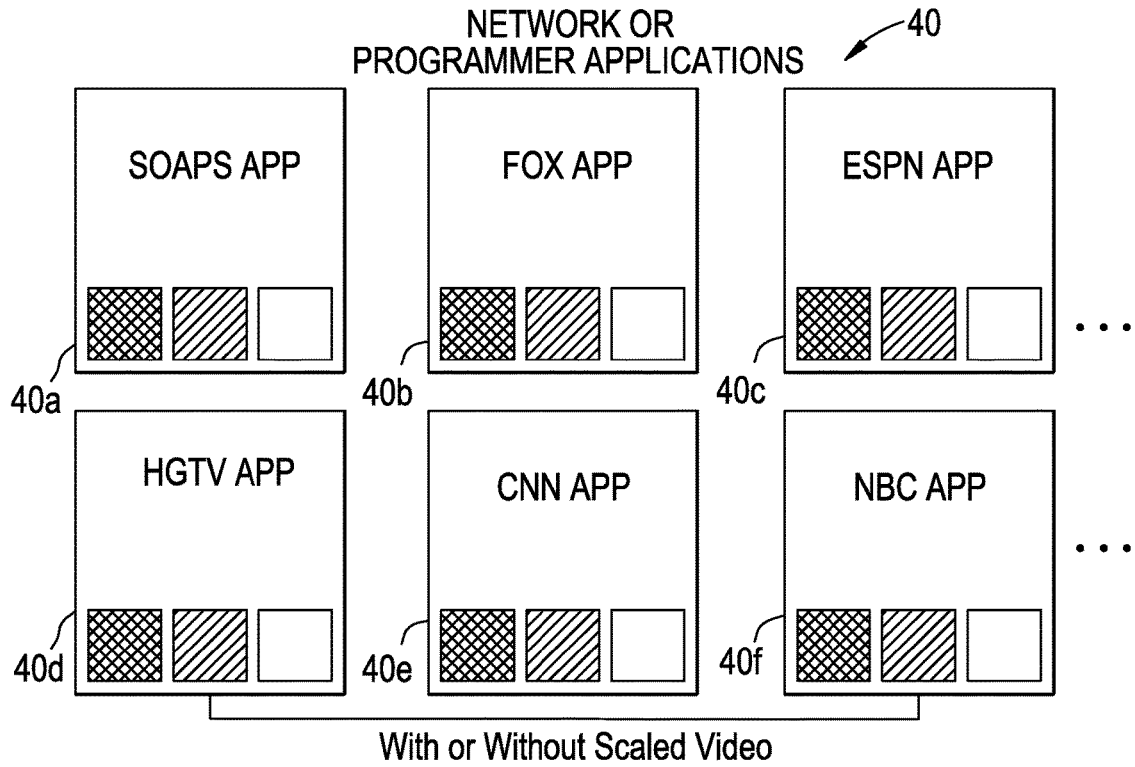 NETWORK OR
PROGRAMMER APPLICATIONS
40
SOAPS APP
FOX APP
ESPN APP
40a
40b
40c
. . .
HGTV APP
CNN APP
NBC APP
40d
40e
40f
. . .
With or Without Scaled Video